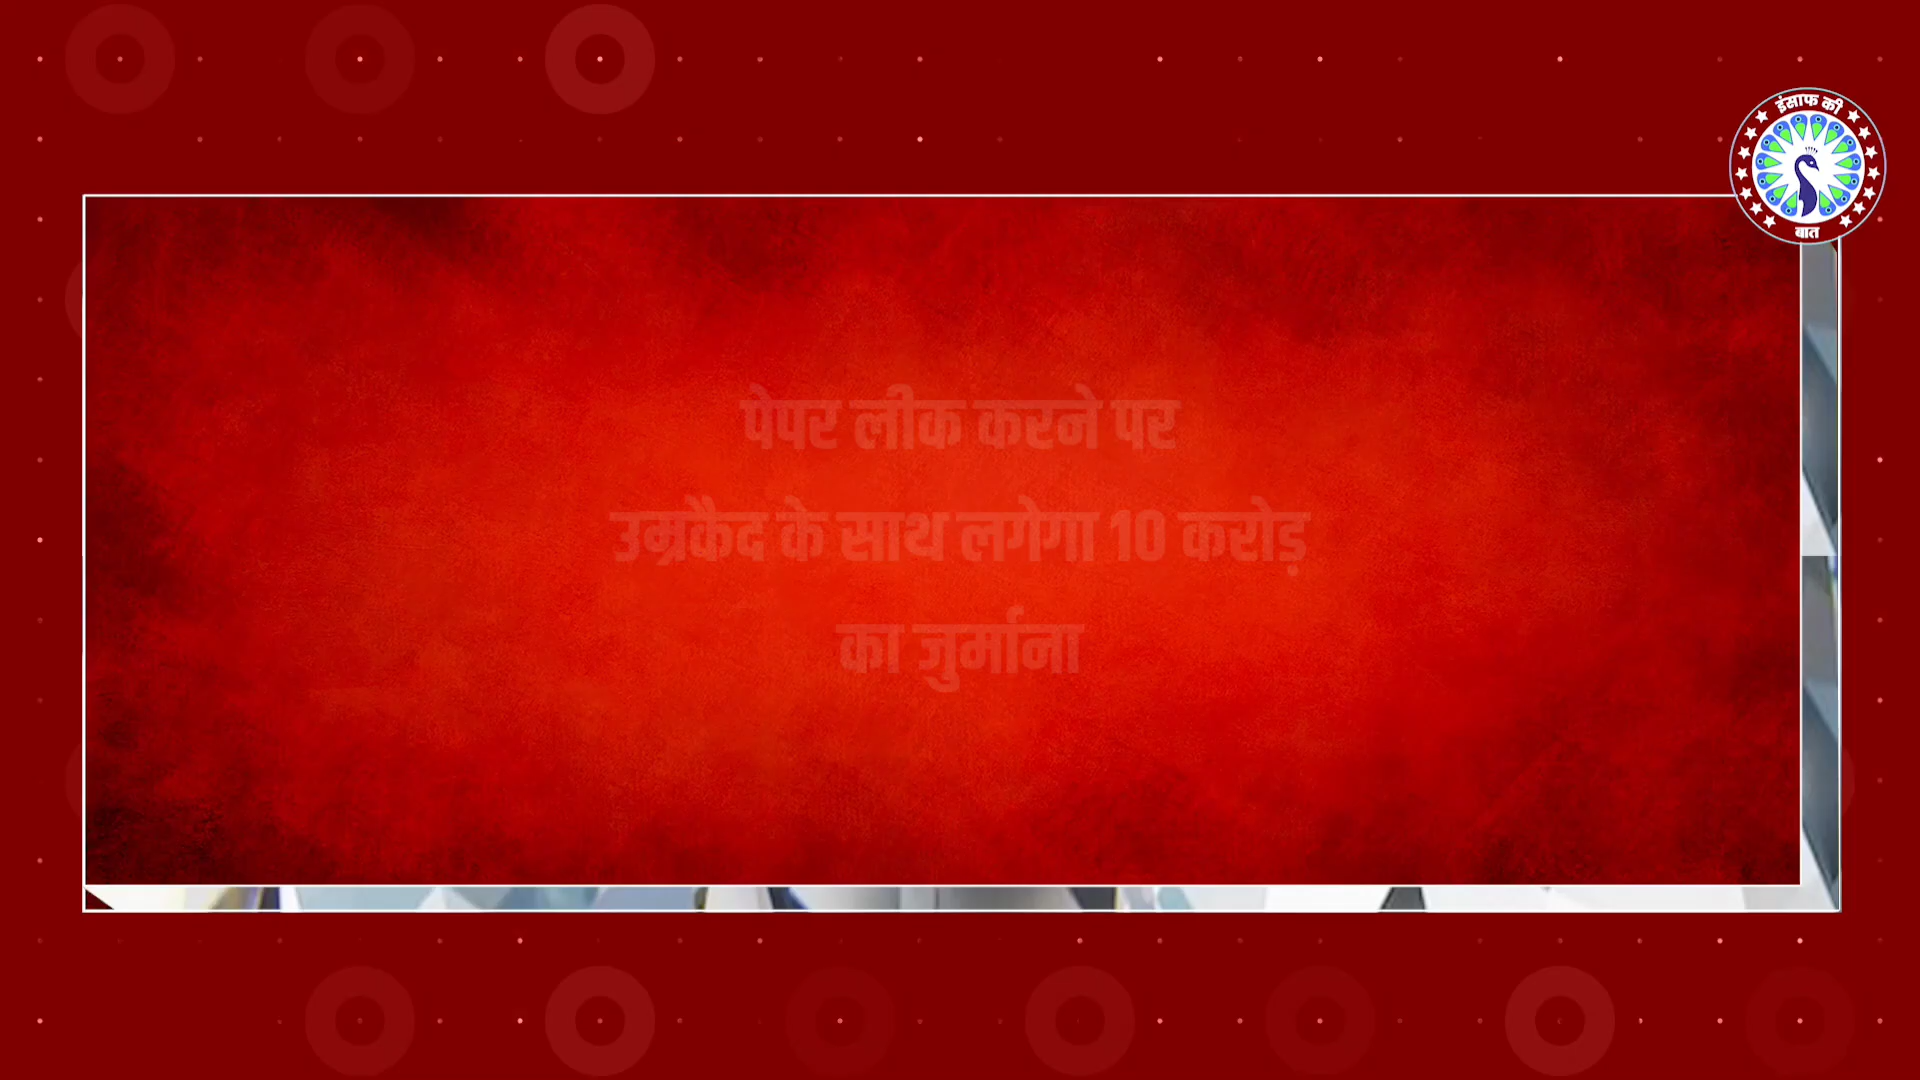 इंसाफ की
बात
पेपर लीक करने पर
उम्रकैद के साथ लगेगा 10 करोड़
का जुर्माना